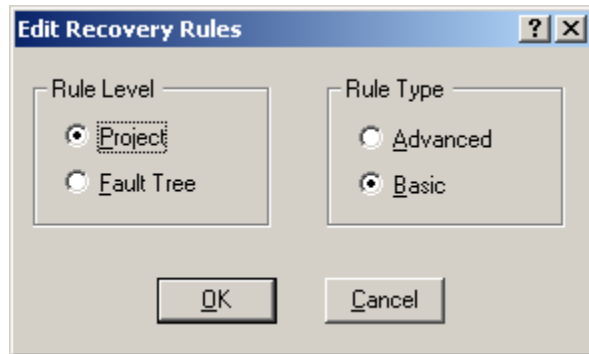 Edit Recovery Rules
Rule Level
Project
Fault Tree
Rule Type
Advanced
Basic
OK
Cancel